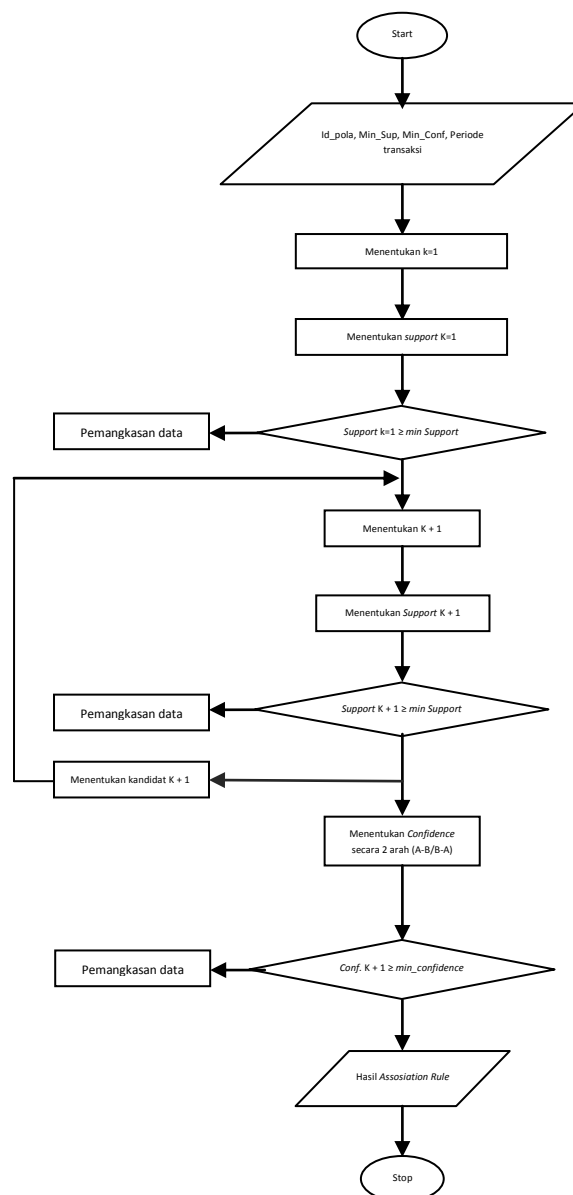 Start
Id_pola, Min_Sup, Min_Conf, Periode
transaksi
Menentukan k=1
Menentukan support K=1
Pemangkasan data
Support k=1 ≥ min Support
Menentukan K + 1
Menentukan Support K + 1
Pemangkasan data
Support K + 1 ≥ min Support
Menentukan kandidat K + 1
Menentukan Confidence
secara 2 arah (A-B/B-A)
Pemangkasan data
Conf. K + 1 ≥ min_confidence
Hasil Assosiation Rule
Stop